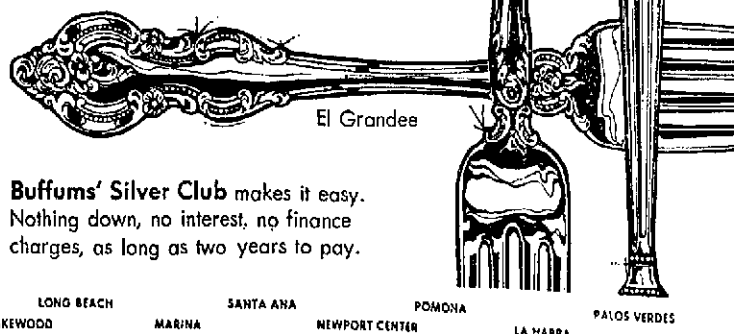 El Grandee
Buffums' Silver Club makes it easy.
Nothing down, no interest, no finance
charges, as long as two years to pay.
LONG BEACH SANTA ANA POMONA PALOS VERDES
KEWOOD MARINA NEWPORT CENTER LA HABRA